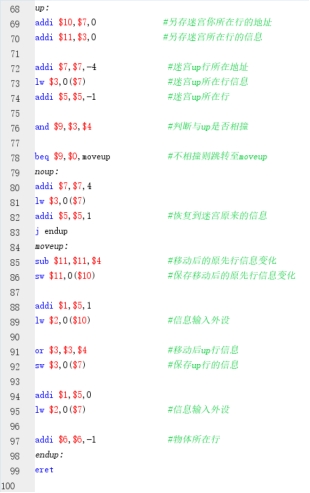 68 up:
69 addi $10,$7,0 #另存迷宫你所在行的地址
70 addi $11,$3,0 #另存迷宫所在行的信息
71
72 addi $7,$7,-4 #迷宫up行所在地址
73 lw $3,0($7) #迷宫up所在行信息
74 addi $5,$5,-1 #迷宫up所在行
75
76 and $9,$3,$4 #判断与up是否相撞
77
78 beq $9,$0,moveup #不相撞则跳转至moveup
79 noup:
80 addi $7,$7,4
81 lw $3,0($7)
82 addi $5,$5,1 #恢复到迷宫原来的信息
83 j endup
84 moveup:
85 sub $11,$11,$4 #移动后的原先行信息变化
86 sw $11,0($10) #保存移动后的原先行信息变化
87
88 addi $1,$5,1
89 lw $2,0($10) #信息输入外设
90
91 or $3,$3,$4 #移动后up行信息
92 sw $3,0($7) #保存up行的信息
93
94 addi $1,$5,0
95 lw $2,0($7) #信息输入外设
96
97 addi $6,$6,-1 #物体所在行
98 endup:
99 eret
100